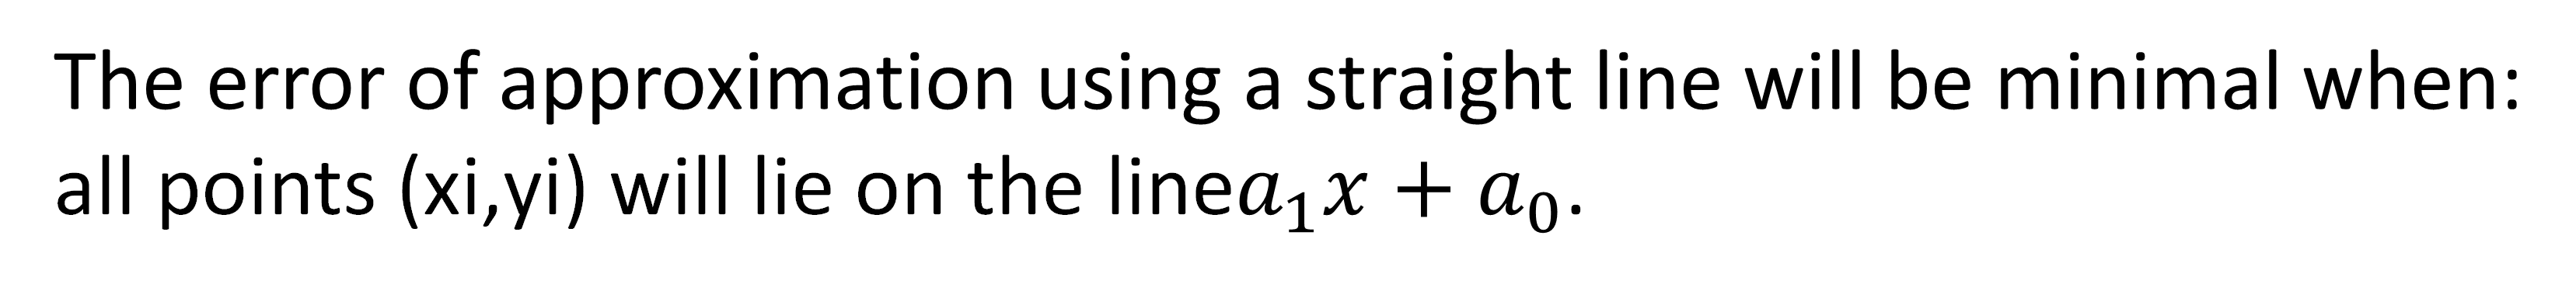 The error of approximation using a straight line will be minimal when:
all points (xi,yi) will lie on the line𝑎₁𝑥 + 𝑎₀.